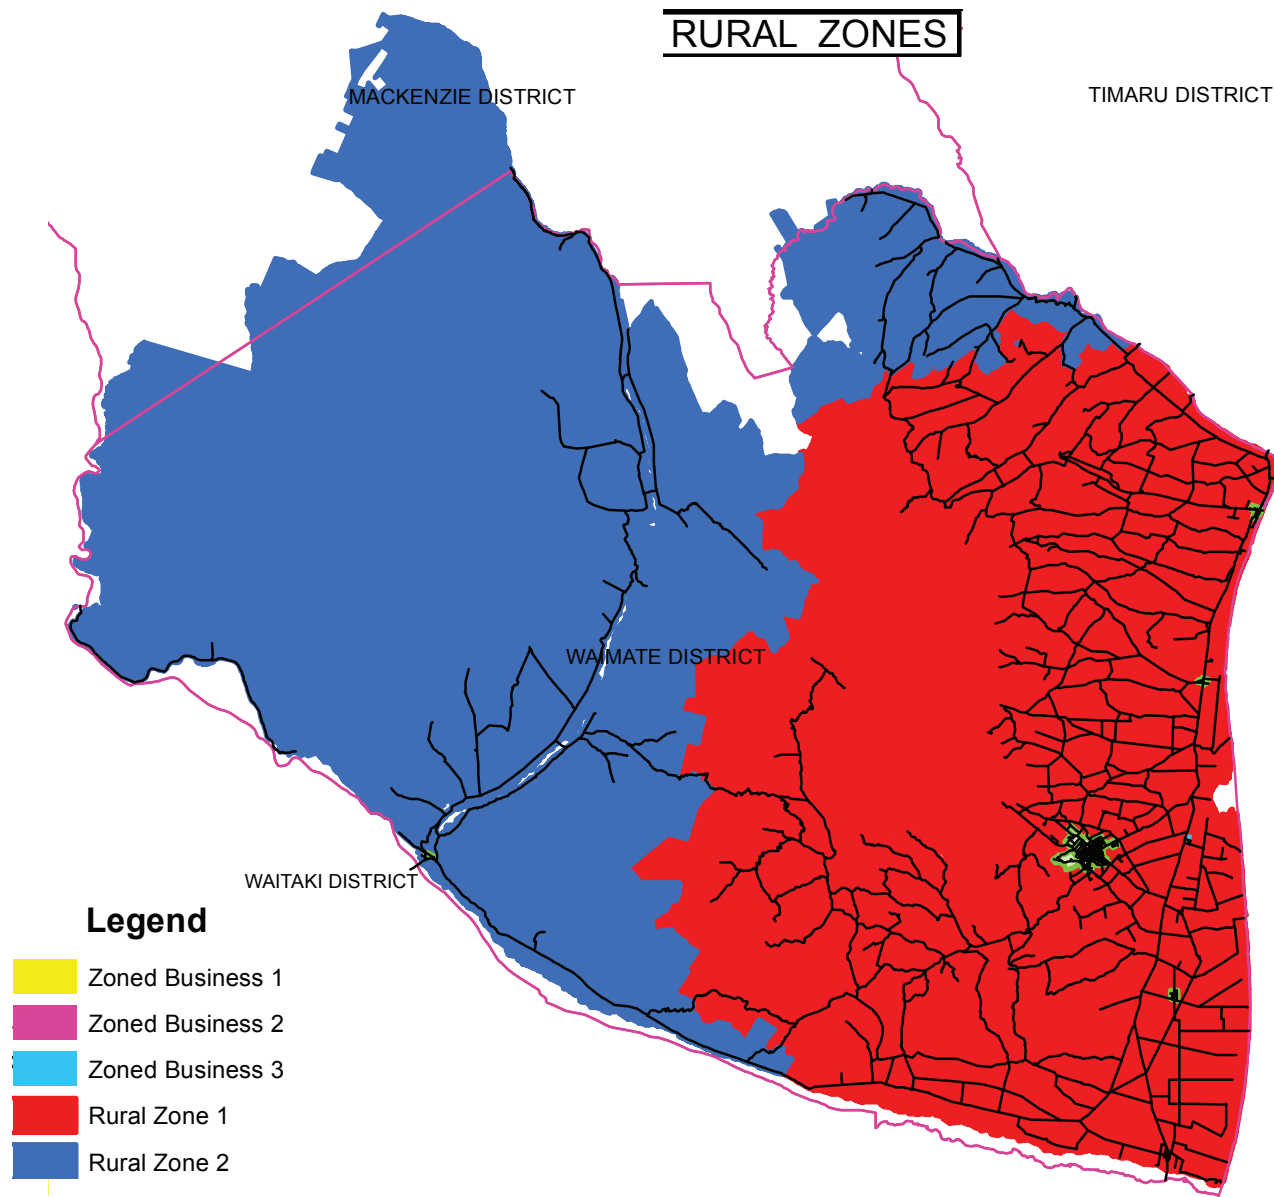 RURAL ZONES
MACKENZIE DISTRICT
TIMARU DISTRICT
WAIMATE DISTRICT
WAITAKI DISTRICT
Legend
Zoned Business 1
Zoned Business 2
Zoned Business 3
Rural Zone 1
Rural Zone 2